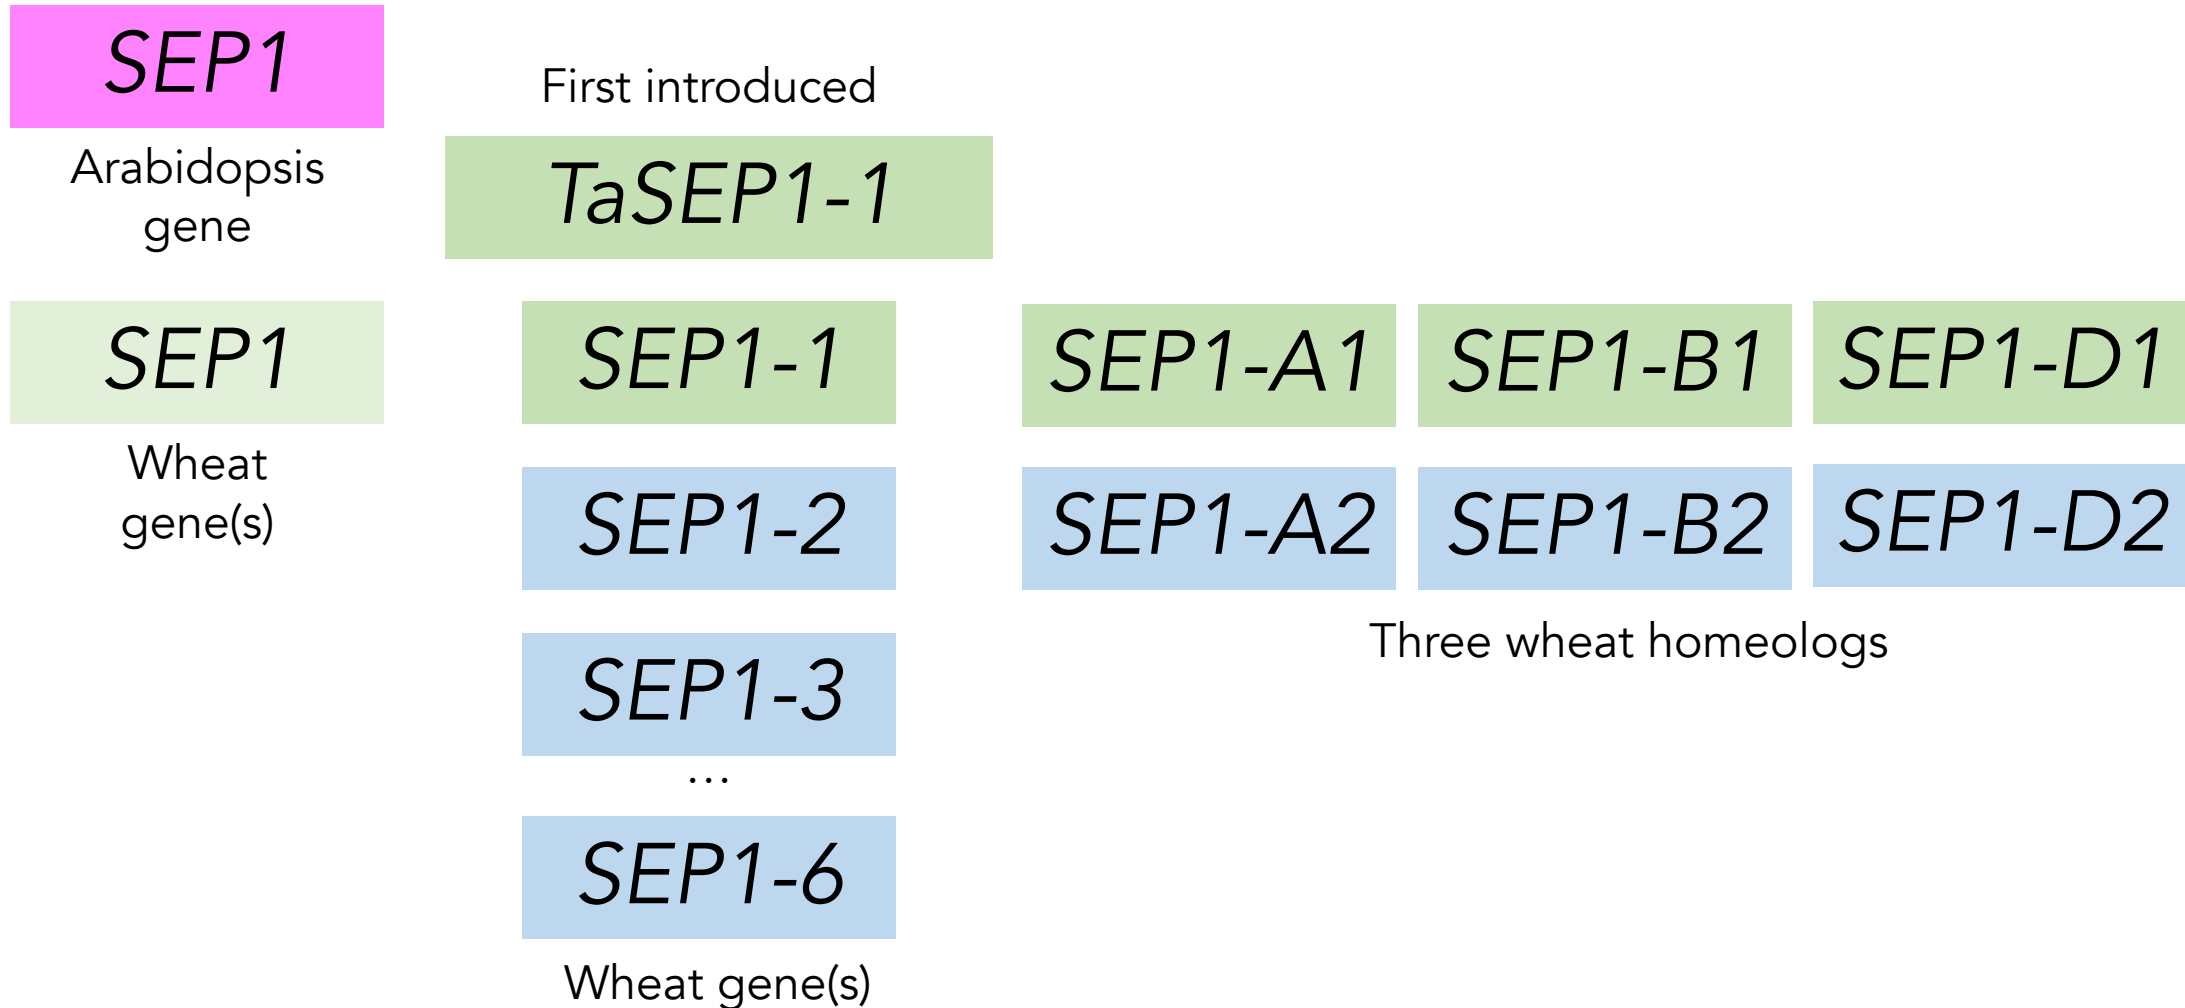 SEP1
Arabidopsis
gene
First introduced
TaSEP1-1
SEP1
Wheat
gene(s)
SEP1-1
SEP1-A1
SEP1-B1
SEP1-D1
SEP1-2
SEP1-A2
SEP1-B2
SEP1-D2
Three wheat homeologs
SEP1-3
...
SEP1-6
Wheat gene(s)